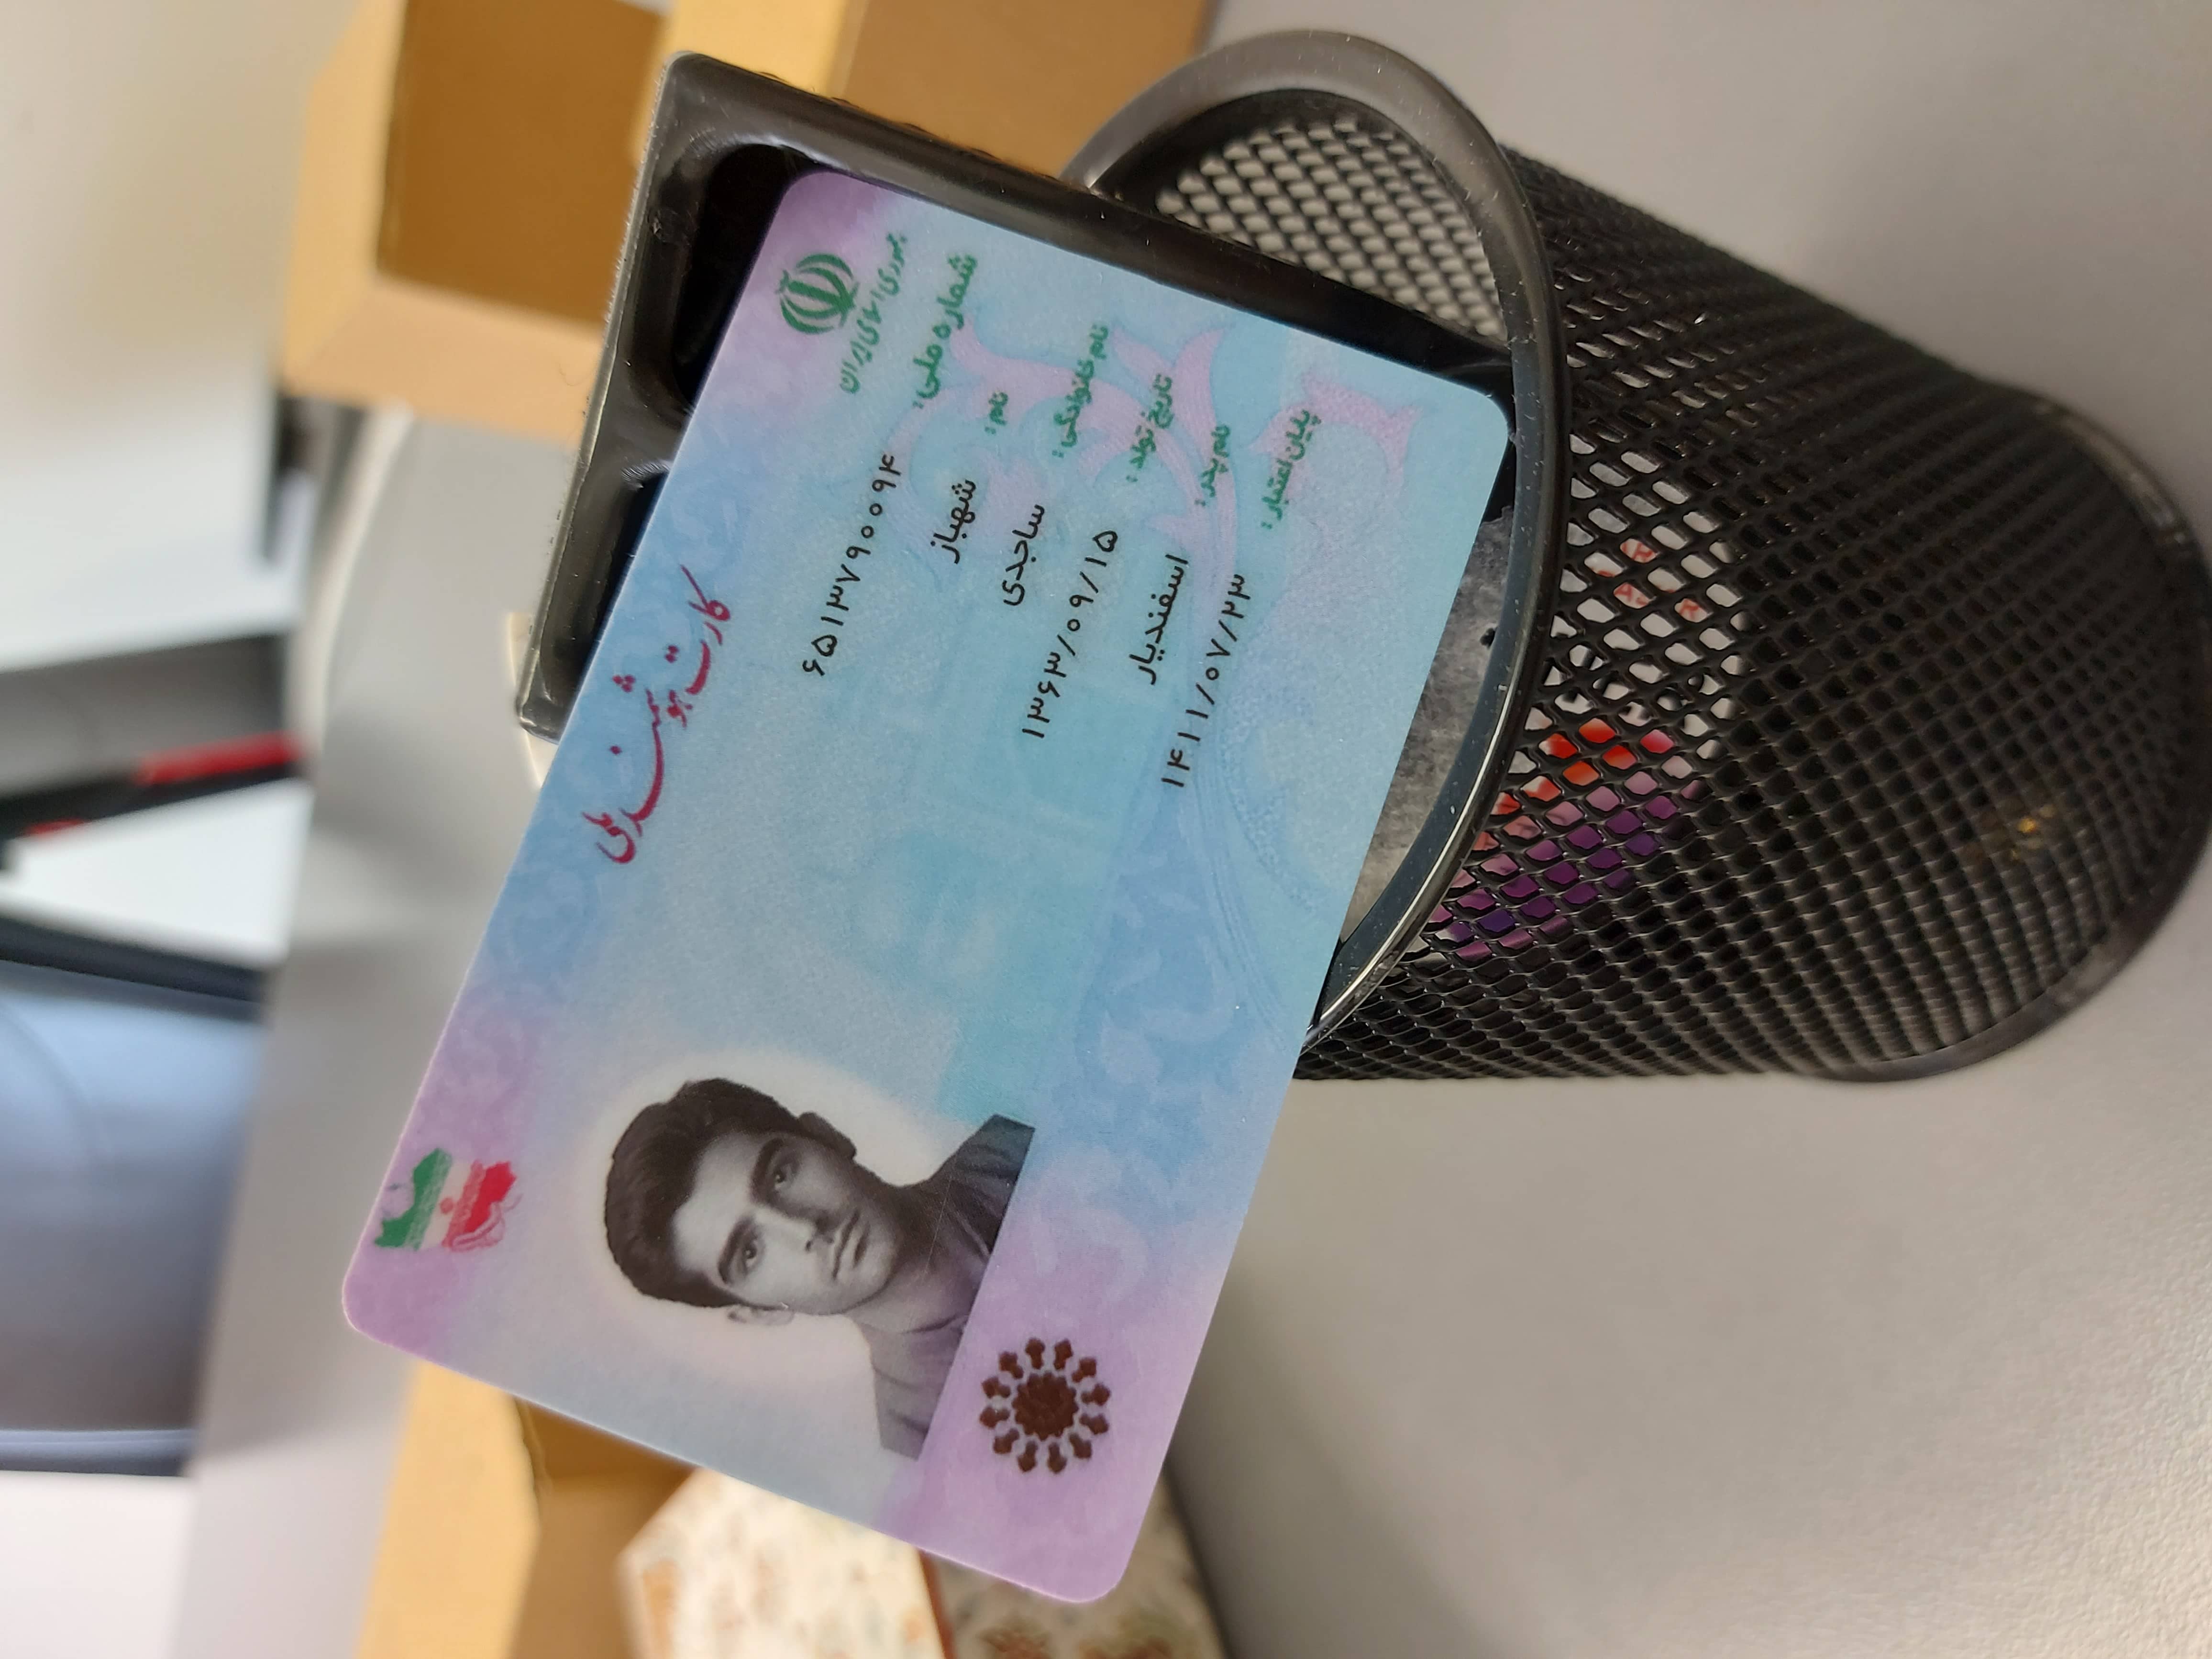 جمهوری اسلامی ایران
کارت هوشمند ملی
شماره ملی: ۶۵۱۳۷۹۰۰۹۴
نام: شهباز
نام خانوادگی: ساجدی
تاریخ تولد: ۱۳۶۳/۰۹/۱۵
نام پدر: اسفندیار
پایان اعتبار: ۱۴۱۱/۰۷/۲۳